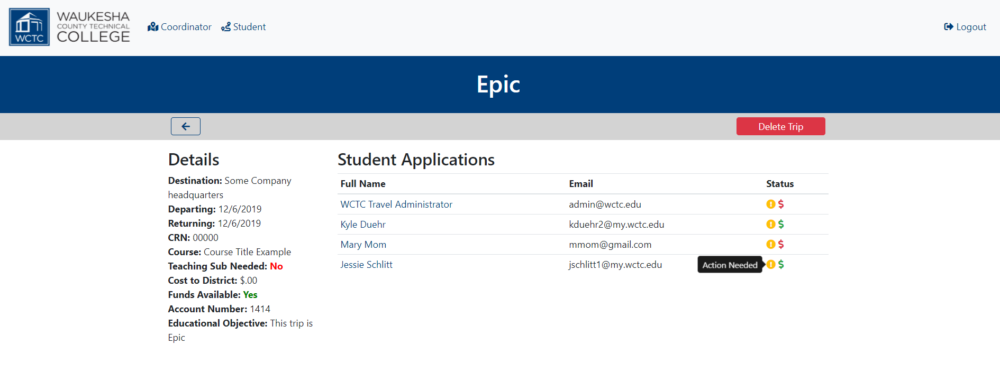 WCTC
WAUKESHA
COUNTY TECHNICAL
COLLEGE
Coordinator Student Logout
Epic
Delete Trip
Details
Destination: Some Company
headquarters
Departing: 12/6/2019
Returning: 12/6/2019
CRN: 00000
Course: Course Title Example
Teaching Sub Needed: No
Cost to District: $.00
Funds Available: Yes
Account Number: 1414
Educational Objective: This trip is
Epic
Student Applications
Full Name Email Status
WCTC Travel Administrator admin@wctc.edu ! $
Kyle Duehr kduehr2@my.wctc.edu ! $
Mary Mom mmom@gmail.com ! $
Jessie Schlitt jschlitt1@my.wctc.edu Action Needed ! $